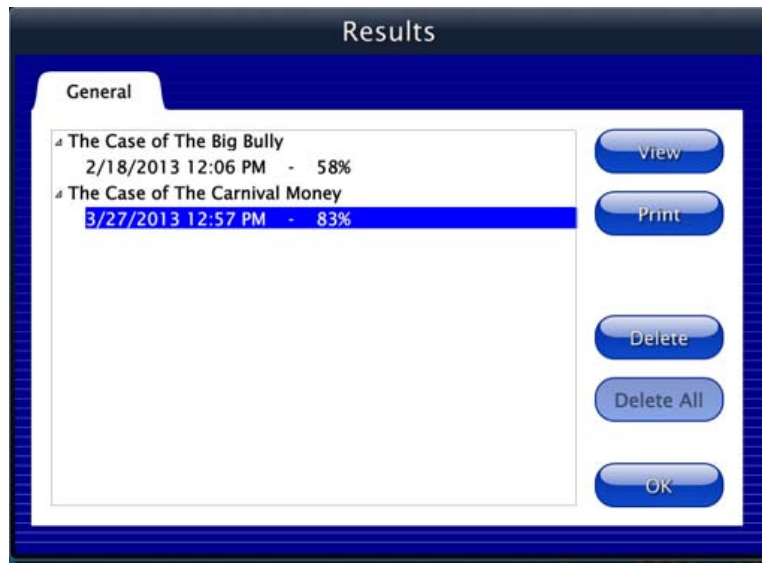 Results
General
The Case of The Big Bully
2/18/2013 12:06 PM - 58%
The Case of The Carnival Money
3/27/2013 12:57 PM - 83%
View
Print
Delete
Delete All
OK